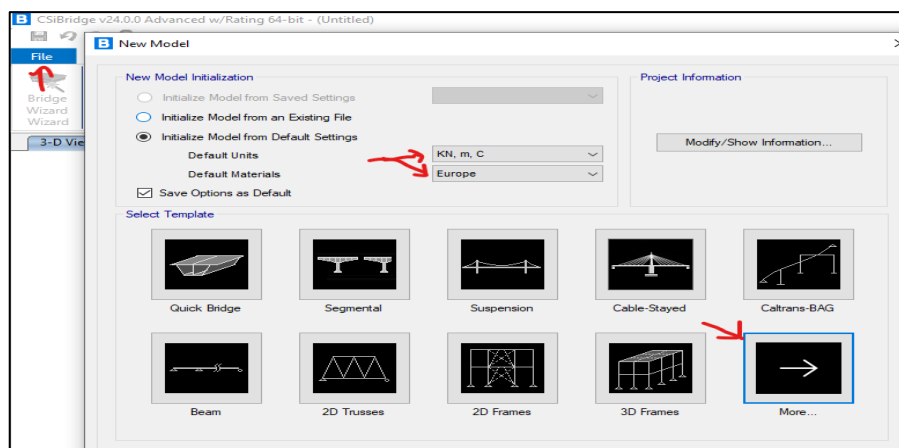 CSiBridge v24.0.0 Advanced w/Rating 64-bit - (Untitled)
File
Bridge
Wizard
Wizard
3-D Vie
New Model
New Model Initialization
Initialize Model from Saved Settings
Initialize Model from an Existing File
Initialize Model from Default Settings
Default Units KN, m, C
Default Materials Europe
Save Options as Default
Project Information
Modify/Show Information...
Select Template
Quick Bridge Segmental Suspension Cable-Stayed Caltrans-BAG
Beam 2D Trusses 2D Frames 3D Frames More...